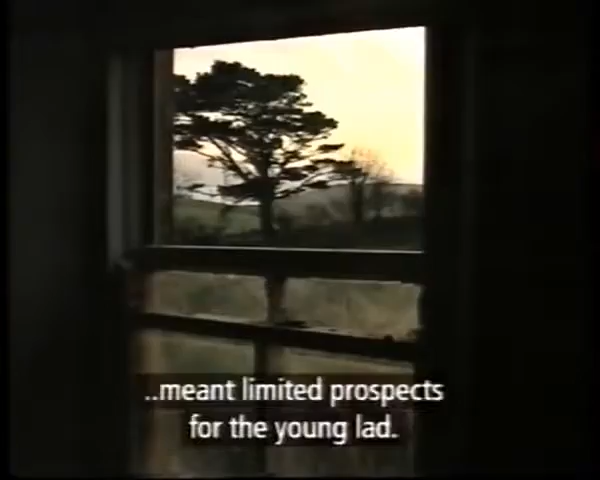 ..meant limited prospects
for the young lad.